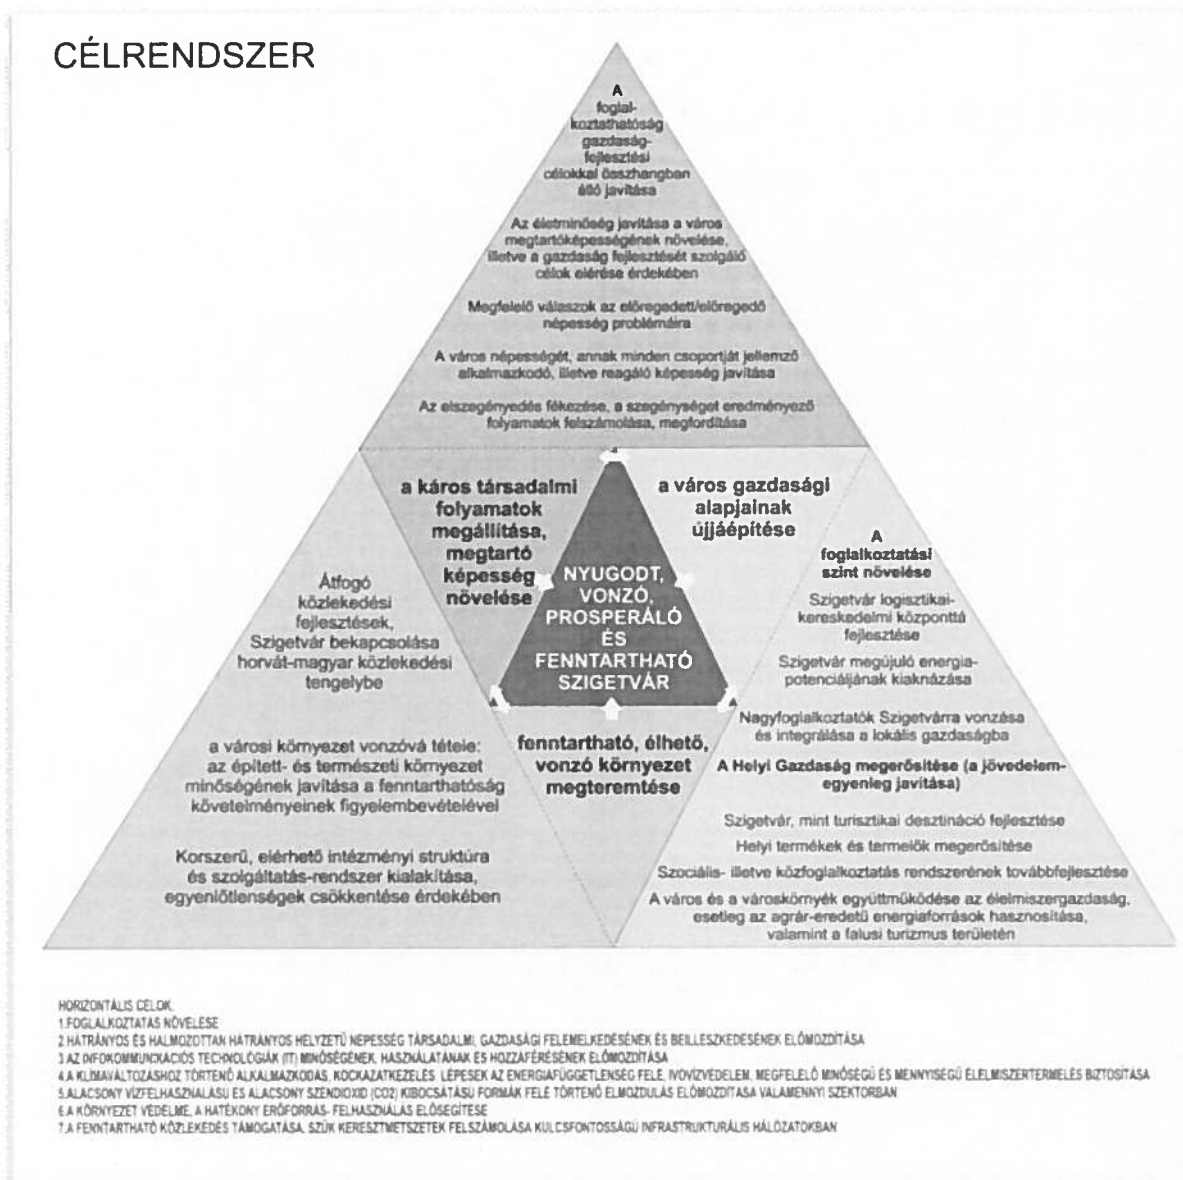 CÉLRENDSZER
A
foglal-
koztathatóság
gazdaság-
fejlesztési
célokkal összhangban
álló javítása
Az életminőség javítása a város
megtartóképességének növelése,
illetve a gazdaság fejlesztését szolgáló
célok elérése érdekében
Megfelelő válaszok az elöregedett/elöregedő
népesség problémáira
A város népességét, annak minden csoportját jellemző
alkalmazkodó, illetve reagáló képesség javítása
Az elszegényedés fékezése, a szegénységet eredményező
folyamatok felszámolása, megfordítása
a káros társadalmi
folyamatok
megállítása,
megtartó
képesség
növelése
a város gazdasági
alapjainak
újjáépítése
NYUGODT,
VONZÓ,
PROSPERÁLÓ
ÉS
FENNTARTHATÓ
SZIGETVÁR
fenntartható, élhető,
vonzó környezet
megteremtése
Átfogó
közlekedési
fejlesztések,
Szigetvár bekapcsolása
horvát-magyar közlekedési
tengelybe
a városi környezet vonzóvá tétele:
az épített- és természeti környezet
minőségének javítása a fenntarthatóság
követelményeinek figyelembevételével
Korszerű, elérhető intézményi struktúra
és szolgáltatás-rendszer kialakítása,
egyenlőtlenségek csökkentése érdekében
A
foglalkoztatási
szint növelése
Szigetvár logisztikai-
kereskedelmi központtá
fejlesztése
Szigetvár megújuló energia-
potenciáljának kiaknázása
Nagyfoglalkoztatók Szigetvárra vonzása
és integrálása a lokális gazdaságba
A Helyi Gazdaság megerősítése (a jövedelem-
egyenleg javítása)
Szigetvár, mint turisztikai desztináció fejlesztése
Helyi termékek és termelők megerősítése
Szociális- illetve közfoglalkoztatás rendszerének továbbfejlesztése
A város és a városkörnyék együttműködése az élelmiszergazdaság,
esetleg az agrár-eredetű energiaforrások hasznosítása,
valamint a falusi turizmus területén
HORIZONTÁLIS CÉLOK.
1.FOGLALKOZTATÁS NÖVELÉSE
2.HÁTRÁNYOS ÉS HALMOZOTTAN HÁTRÁNYOS HELYZETŰ NÉPESSÉG TÁRSADALMI, GAZDASÁGI FELEMELKEDÉSÉNEK ÉS BEILLESZKEDÉSÉNEK ELŐMOZDÍTÁSA
3.AZ INFOKOMMUNIKÁCIÓS TECHNOLÓGIÁK (IT) MINŐSÉGÉNEK, HASZNÁLATÁNAK ÉS HOZZÁFÉRÉSÉNEK ELŐMOZDÍTÁSA
4.A KLÍMAVÁLTOZÁSHOZ TÖRTÉNŐ ALKALMAZKODÁS, KOCKÁZATKEZELÉS, LÉPÉSEK AZ ENERGIAFÜGGETLENSÉG FELÉ, IVÓVÍZVÉDELEM, MEGFELELŐ MINŐSÉGŰ ÉS MENNYISÉGŰ ÉLELMISZERTERMELÉS BIZTOSÍTÁSA
5.ALACSONY VÍZFELHASZNÁLÁSÚ ÉS ALACSONY SZÉNDIOXID (CO2) KIBOCSÁTÁSÚ FORMÁK FELÉ TÖRTÉNŐ ELMOZDULÁS ELŐMOZDÍTÁSA VALAMENNYI SZEKTORBAN
6.A KÖRNYEZET VÉDELME, A HATÉKONY ERŐFORRÁS- FELHASZNÁLÁS ELŐSEGÍTÉSE
7.A FENNTARTHATÓ KÖZLEKEDÉS TÁMOGATÁSA, SZŰK KERESZTMETSZETEK FELSZÁMOLÁSA KULCSFONTOSSÁGÚ INFRASTRUKTURÁLIS HÁLÓZATOKBAN